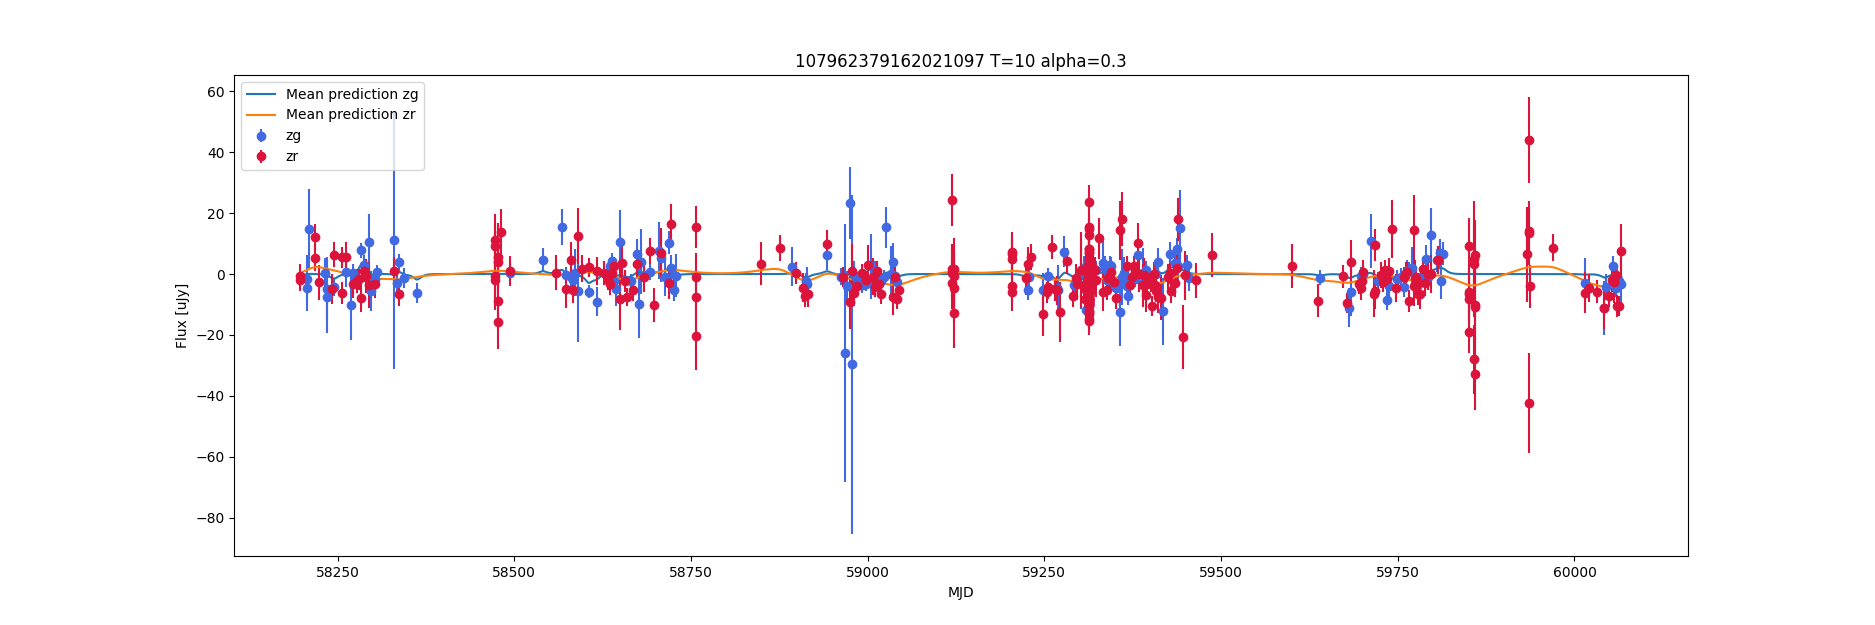 107962379162021097 T=10 alpha=0.3
Mean prediction zg
Mean prediction zr
zg
zr
60
40
20
0
−20
−40
−60
−80
Flux [uJy]
58250 58500 58750 59000 59250 59500 59750 60000
MJD